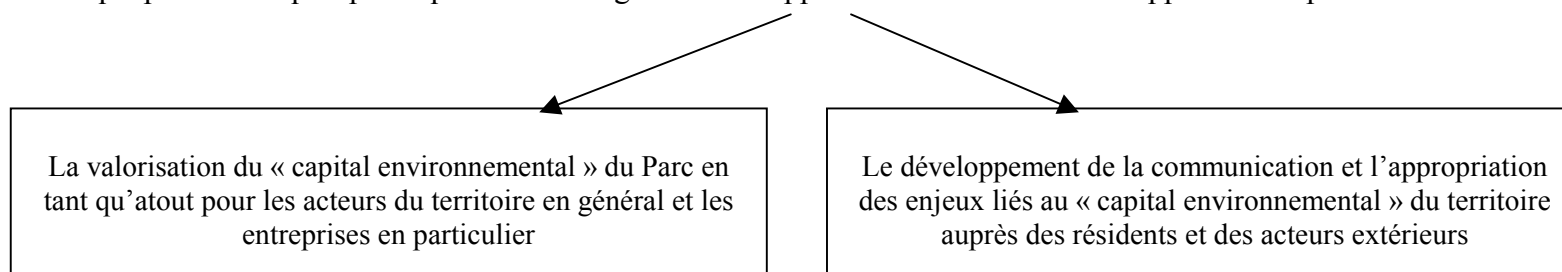 La valorisation du « capital environnemental » du Parc en
tant qu’atout pour les acteurs du territoire en général et les
entreprises en particulier
Le développement de la communication et l’appropriation
des enjeux liés au « capital environnemental » du territoire
auprès des résidents et des acteurs extérieurs